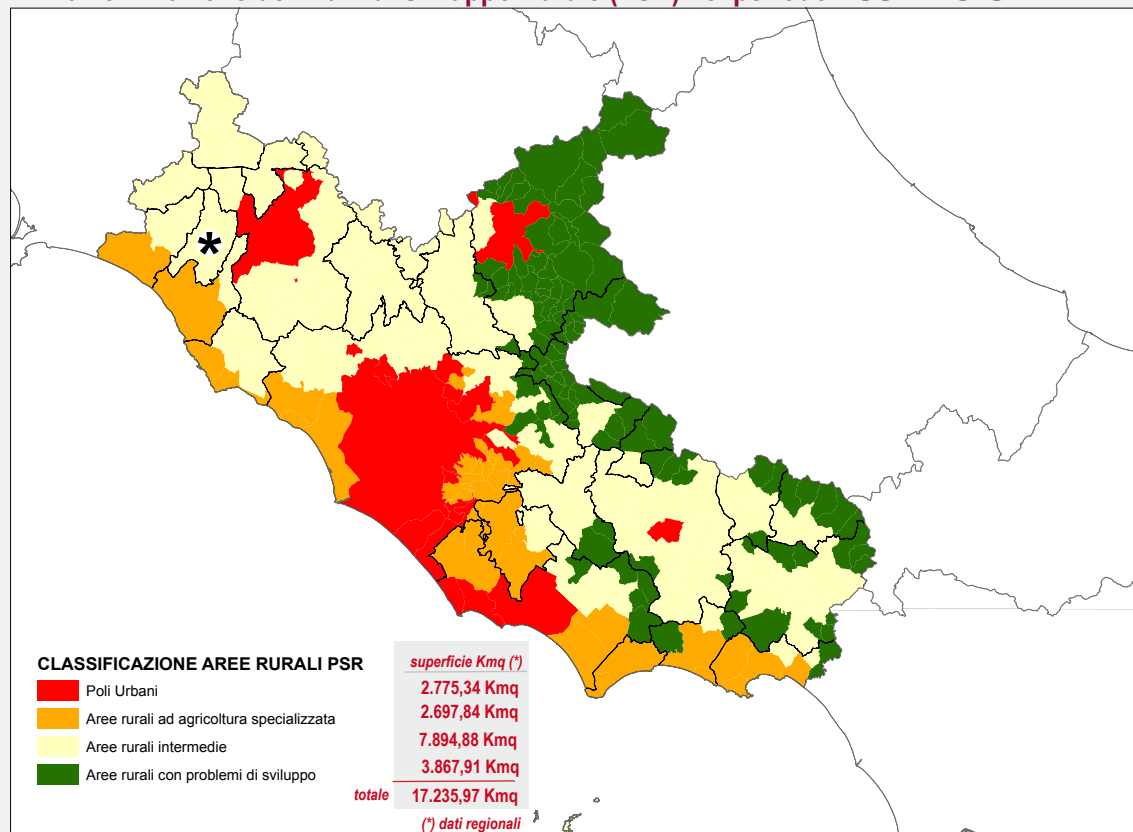 *
CLASSIFICAZIONE AREE RURALI PSR
superficie Kmq (*)
Poli Urbani 2.775,34 Kmq
Aree rurali ad agricoltura specializzata 2.697,84 Kmq
Aree rurali intermedie 7.894,88 Kmq
Aree rurali con problemi di sviluppo 3.867,91 Kmq
totale 17.235,97 Kmq
(*) dati regionali